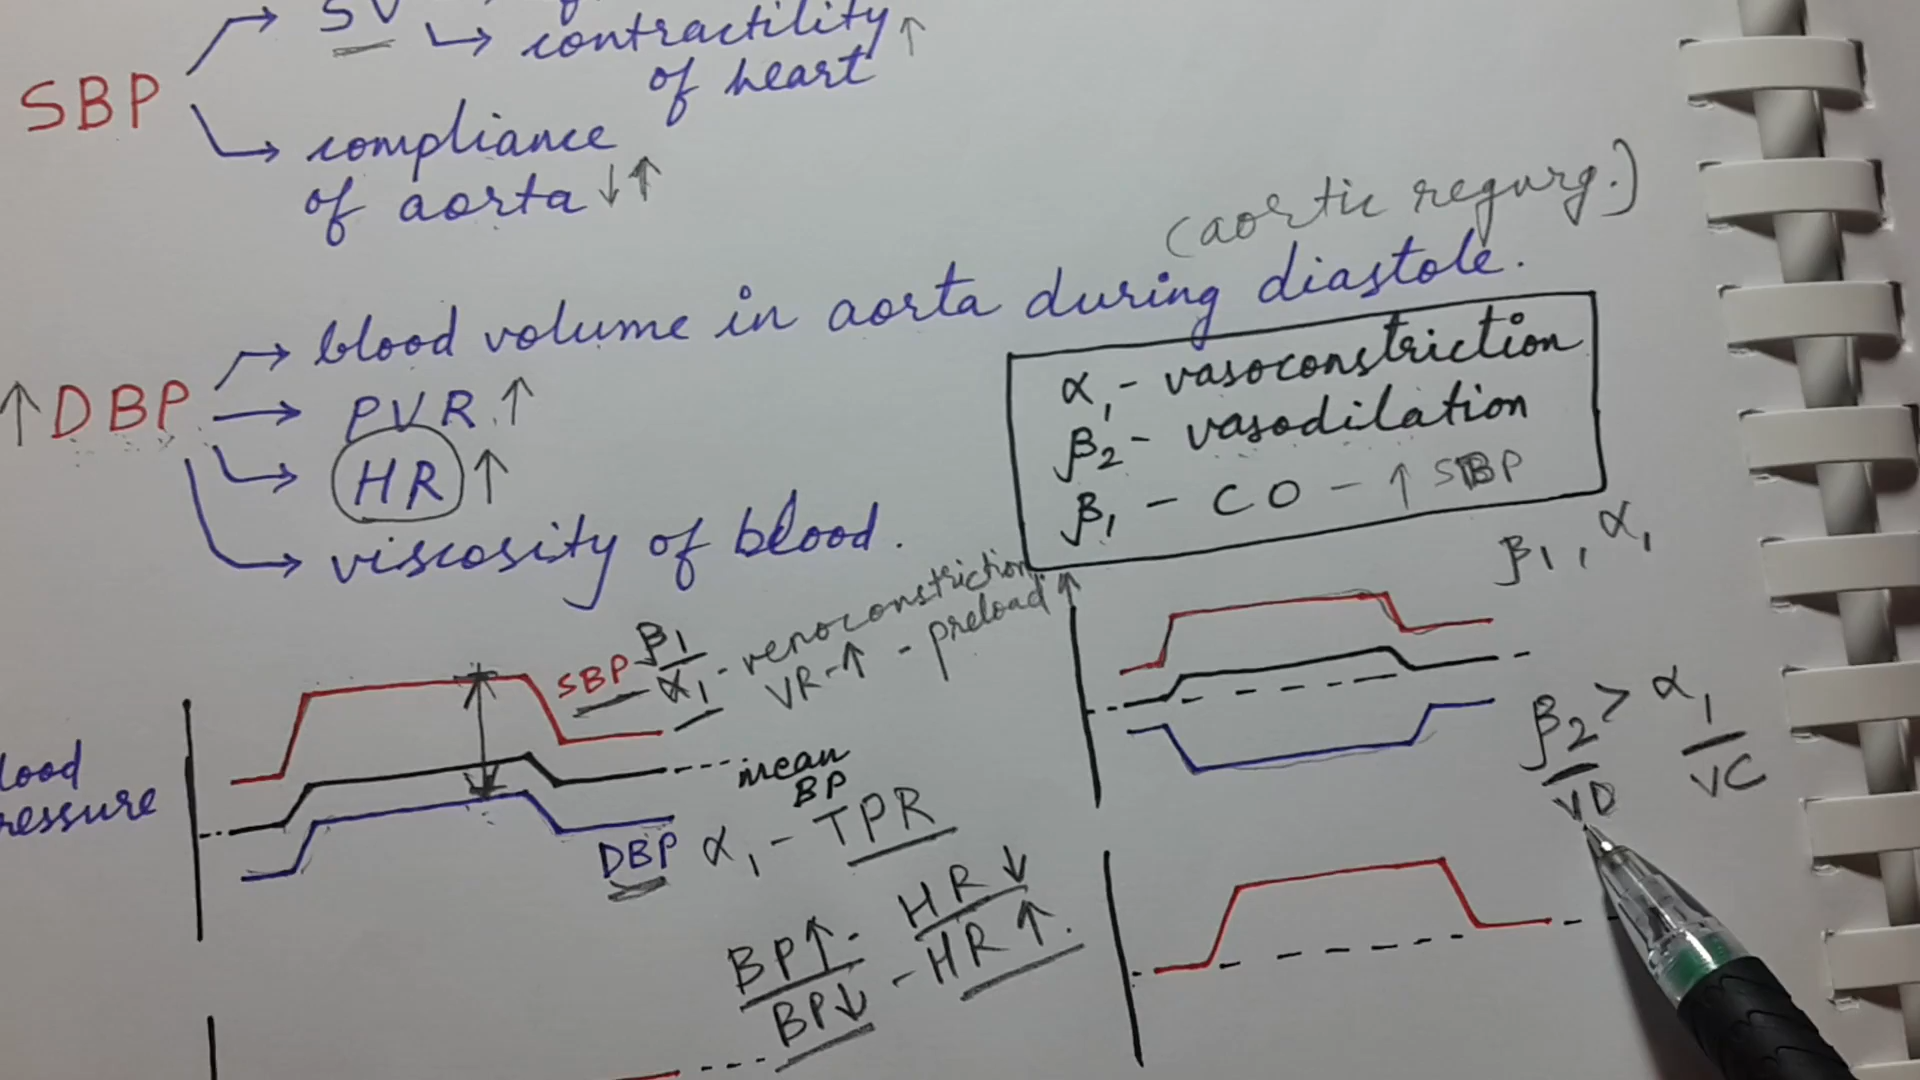 SBP → SV → contractility ↑
of heart
→ compliance
of aorta ↓↑
(aortic regurg.)
↑DBP → blood volume in aorta during diastole.
→ PVR ↑
→ HR ↑
→ viscosity of blood.
α₁ - vasoconstriction
β₂ - vasodilation
β₁ - CO - ↑ SBP
β₁, α₁
SBP - β₁
α₁ - venoconstriction
VR - ↑ - preload ↑
mean
BP
DBP α₁ - TPR
BP↑ - HR↓
BP↓ - HR↑.
β₂ > α₁
VD VC